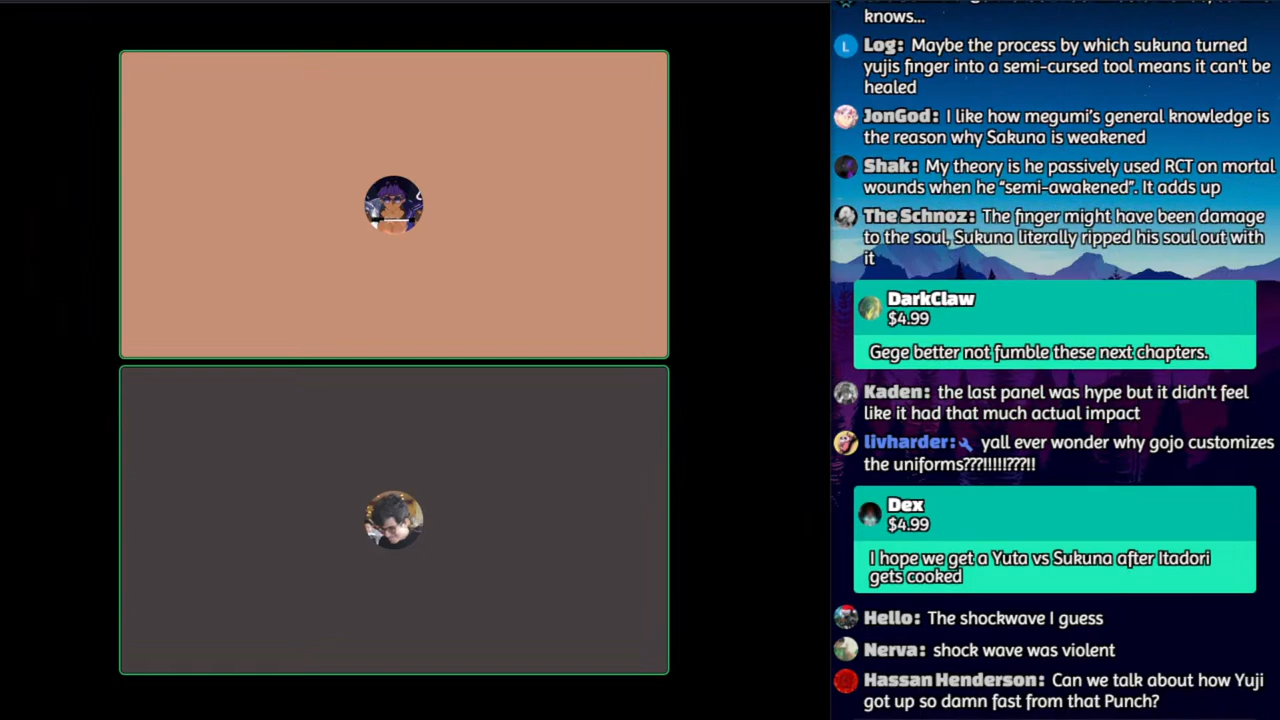 knows...
L Log: Maybe the process by which sukuna turned
yujis finger into a semi-cursed tool means it can't be
healed
JonGod: I like how megumi's general knowledge is
the reason why Sakuna is weakened
Shak: My theory is he passively used RCT on mortal
wounds when he “semi-awakened”. It adds up
The Schnoz: The finger might have been damage
to the soul, Sukuna literally ripped his soul out with
it
DarkClaw
$4.99
Gege better not fumble these next chapters.
Kaden: the last panel was hype but it didn't feel
like it had that much actual impact
livharder: yall ever wonder why gojo customizes
the uniforms???!!!!!???!!
Dex
$4.99
I hope we get a Yuta vs Sukuna after Itadori
gets cooked
Hello: The shockwave I guess
Nerva: shock wave was violent
Hassan Henderson: Can we talk about how Yuji
got up so damn fast from that Punch?